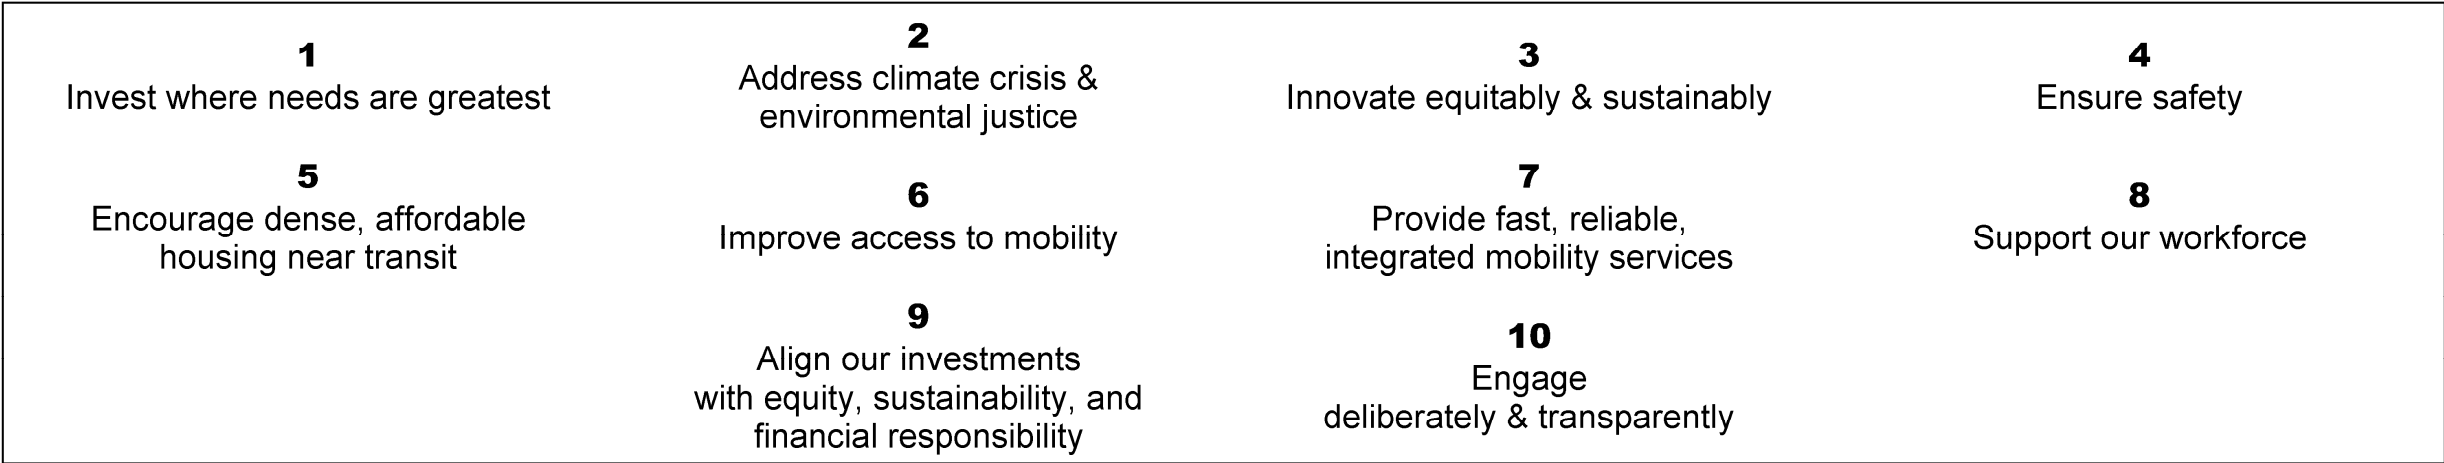 1
Invest where needs are greatest
2
Address climate crisis &
environmental justice
3
Innovate equitably & sustainably
4
Ensure safety
5
Encourage dense, affordable
housing near transit
6
Improve access to mobility
7
Provide fast, reliable,
integrated mobility services
8
Support our workforce
9
Align our investments
with equity, sustainability, and
financial responsibility
10
Engage
deliberately & transparently